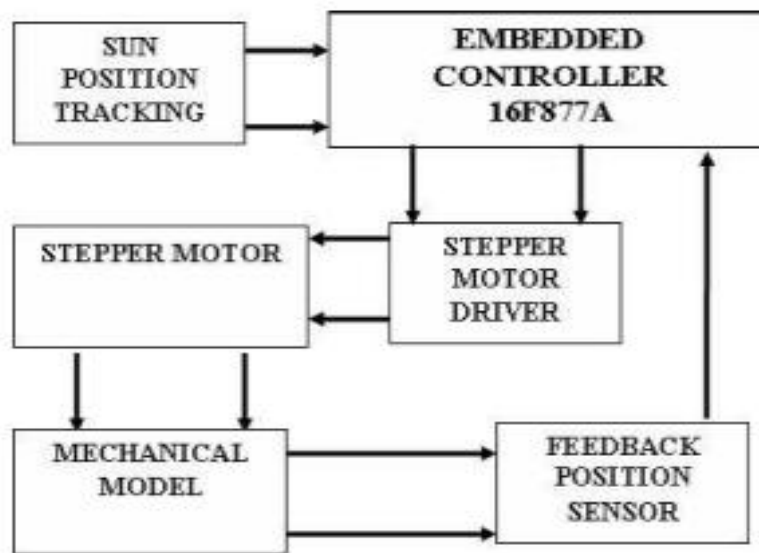 SUN
POSITION
TRACKING
EMBEDDED
CONTROLLER
16F877A
STEPPER MOTOR
STEPPER
MOTOR
DRIVER
MECHANICAL
MODEL
FEEDBACK
POSITION
SENSOR